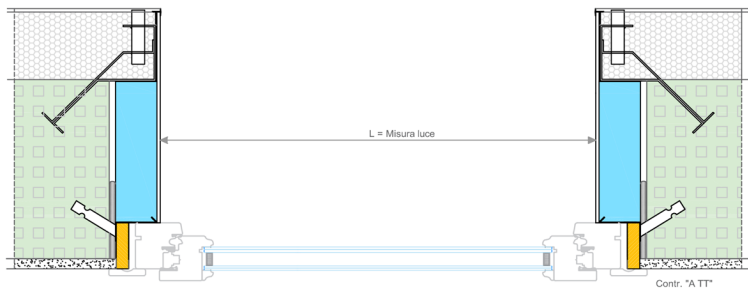 L = Misura luce
Contr. "A TT"